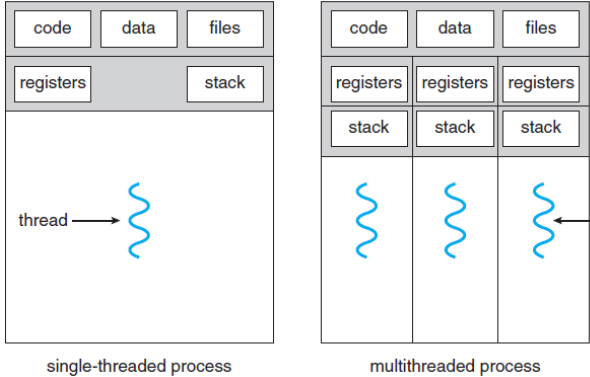 code data files
registers stack
thread
single-threaded process
code data files
registers registers registers
stack stack stack
multithreaded process